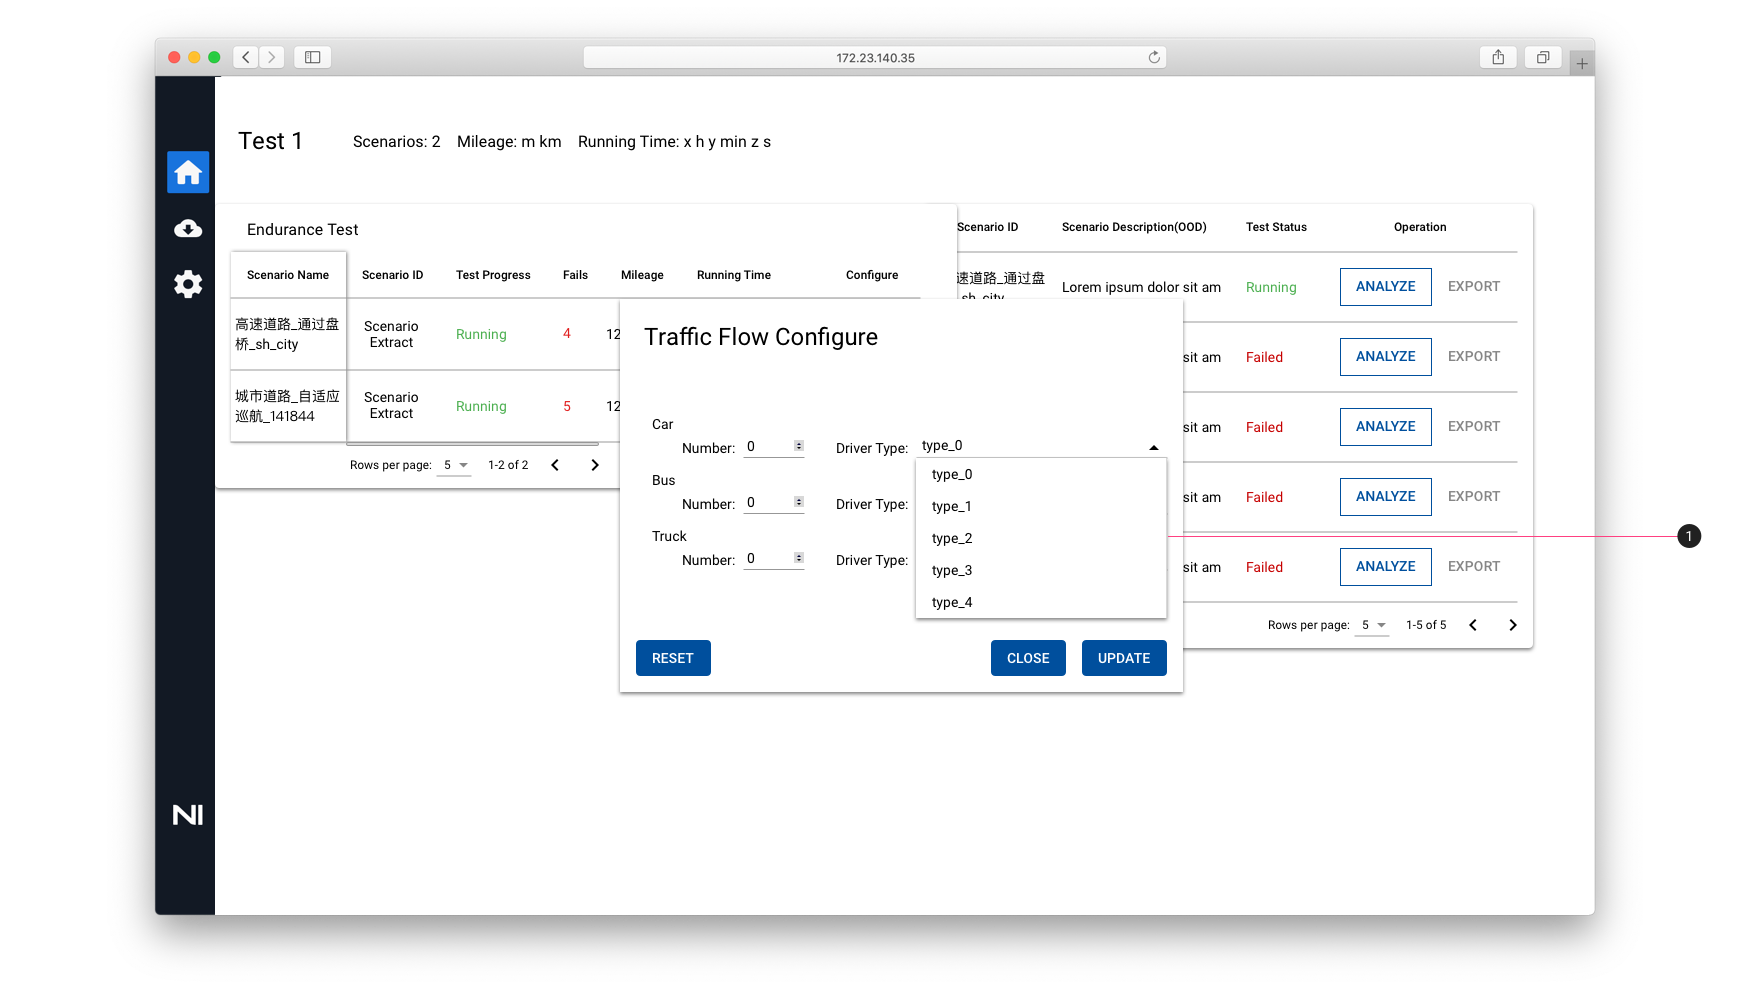 172.23.140.35
Test 1
Scenarios: 2 Mileage: m km Running Time: x h y min z s
Endurance Test
Scenario Name Scenario ID Test Progress Fails Mileage Running Time Configure
高速道路_通过盘
桥_sh_city
Scenario
Extract
Running
4
12
城市道路_自适应
巡航_141844
Scenario
Extract
Running
5
12
Rows per page: 5 1-2 of 2
Scenario ID Scenario Description(OOD) Test Status Operation
速道路_通过盘
sh_city
Lorem ipsum dolor sit am
Running
ANALYZE
EXPORT
sit am Failed ANALYZE EXPORT
sit am Failed ANALYZE EXPORT
sit am Failed ANALYZE EXPORT
sit am Failed ANALYZE EXPORT
Rows per page: 5 1-5 of 5
Traffic Flow Configure
Car
Number: 0 Driver Type: type_0
Bus
Number: 0 Driver Type:
Truck
Number: 0 Driver Type:
type_0
type_1
type_2
type_3
type_4
RESET CLOSE UPDATE
1
NI